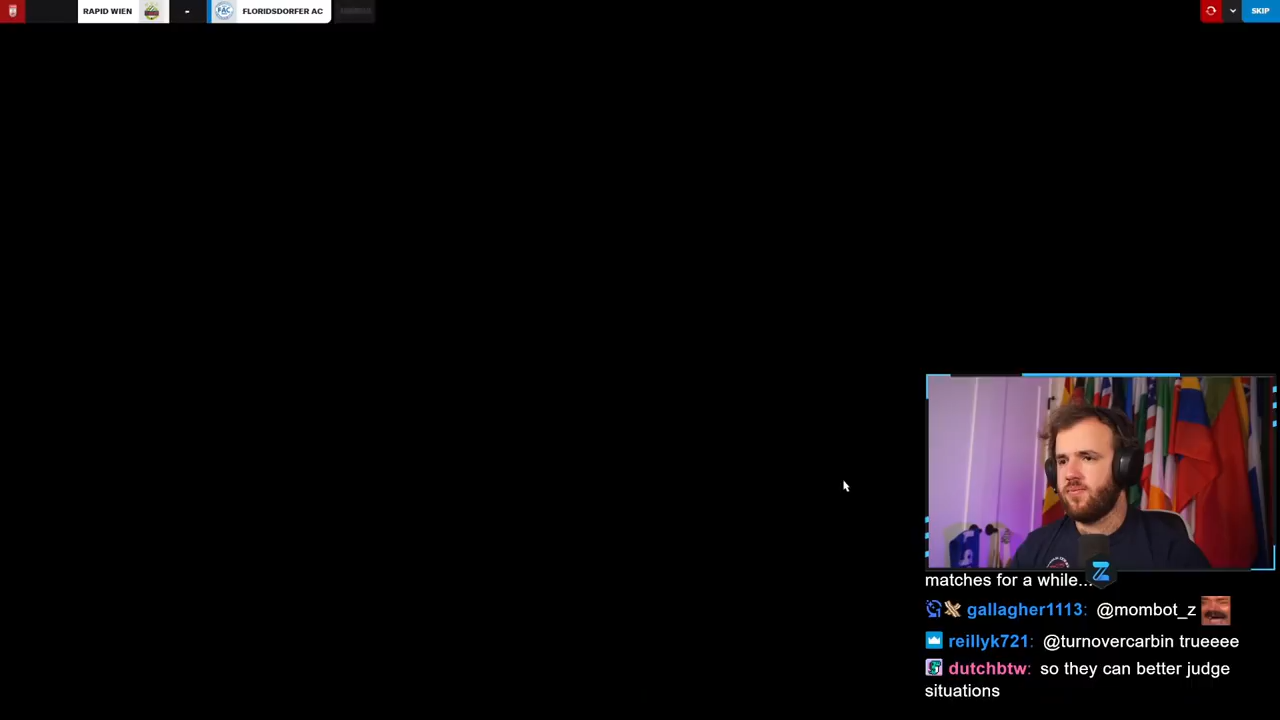 RAPID WIEN - FAC FLORIDSDORFER AC SKIP
matches for a while...
gallagher1113: @mombot_z
reillyk721: @turnovercarbin trueeee
dutchbtw: so they can better judge
situations